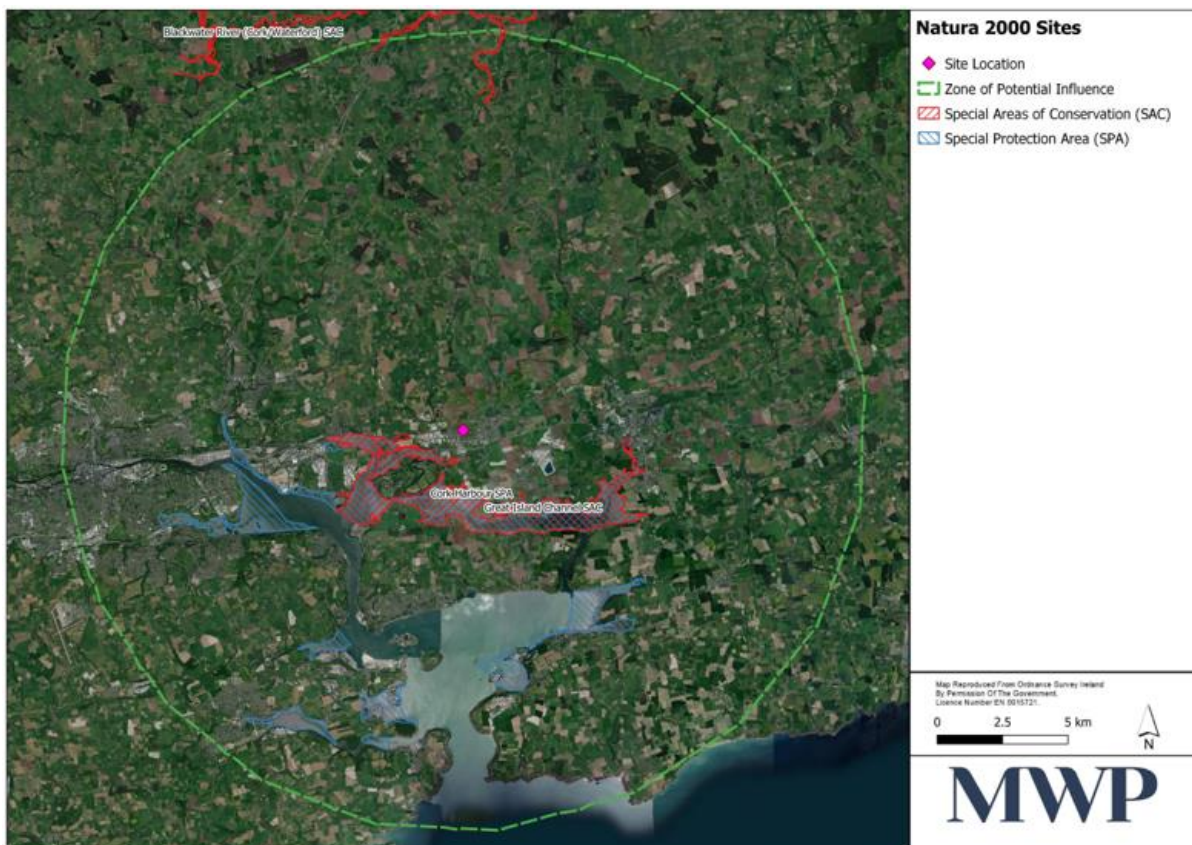 Blackwater River (Cork/Waterford) SAC
Cork Harbour SPA
Great Island Channel SAC
Natura 2000 Sites
Site Location
Zone of Potential Influence
Special Areas of Conservation (SAC)
Special Protection Area (SPA)
Map Reproduced From Ordnance Survey Ireland
By Permission Of The Government.
Licence Number EN 0015721.
0 2.5 5 km
N
MWP